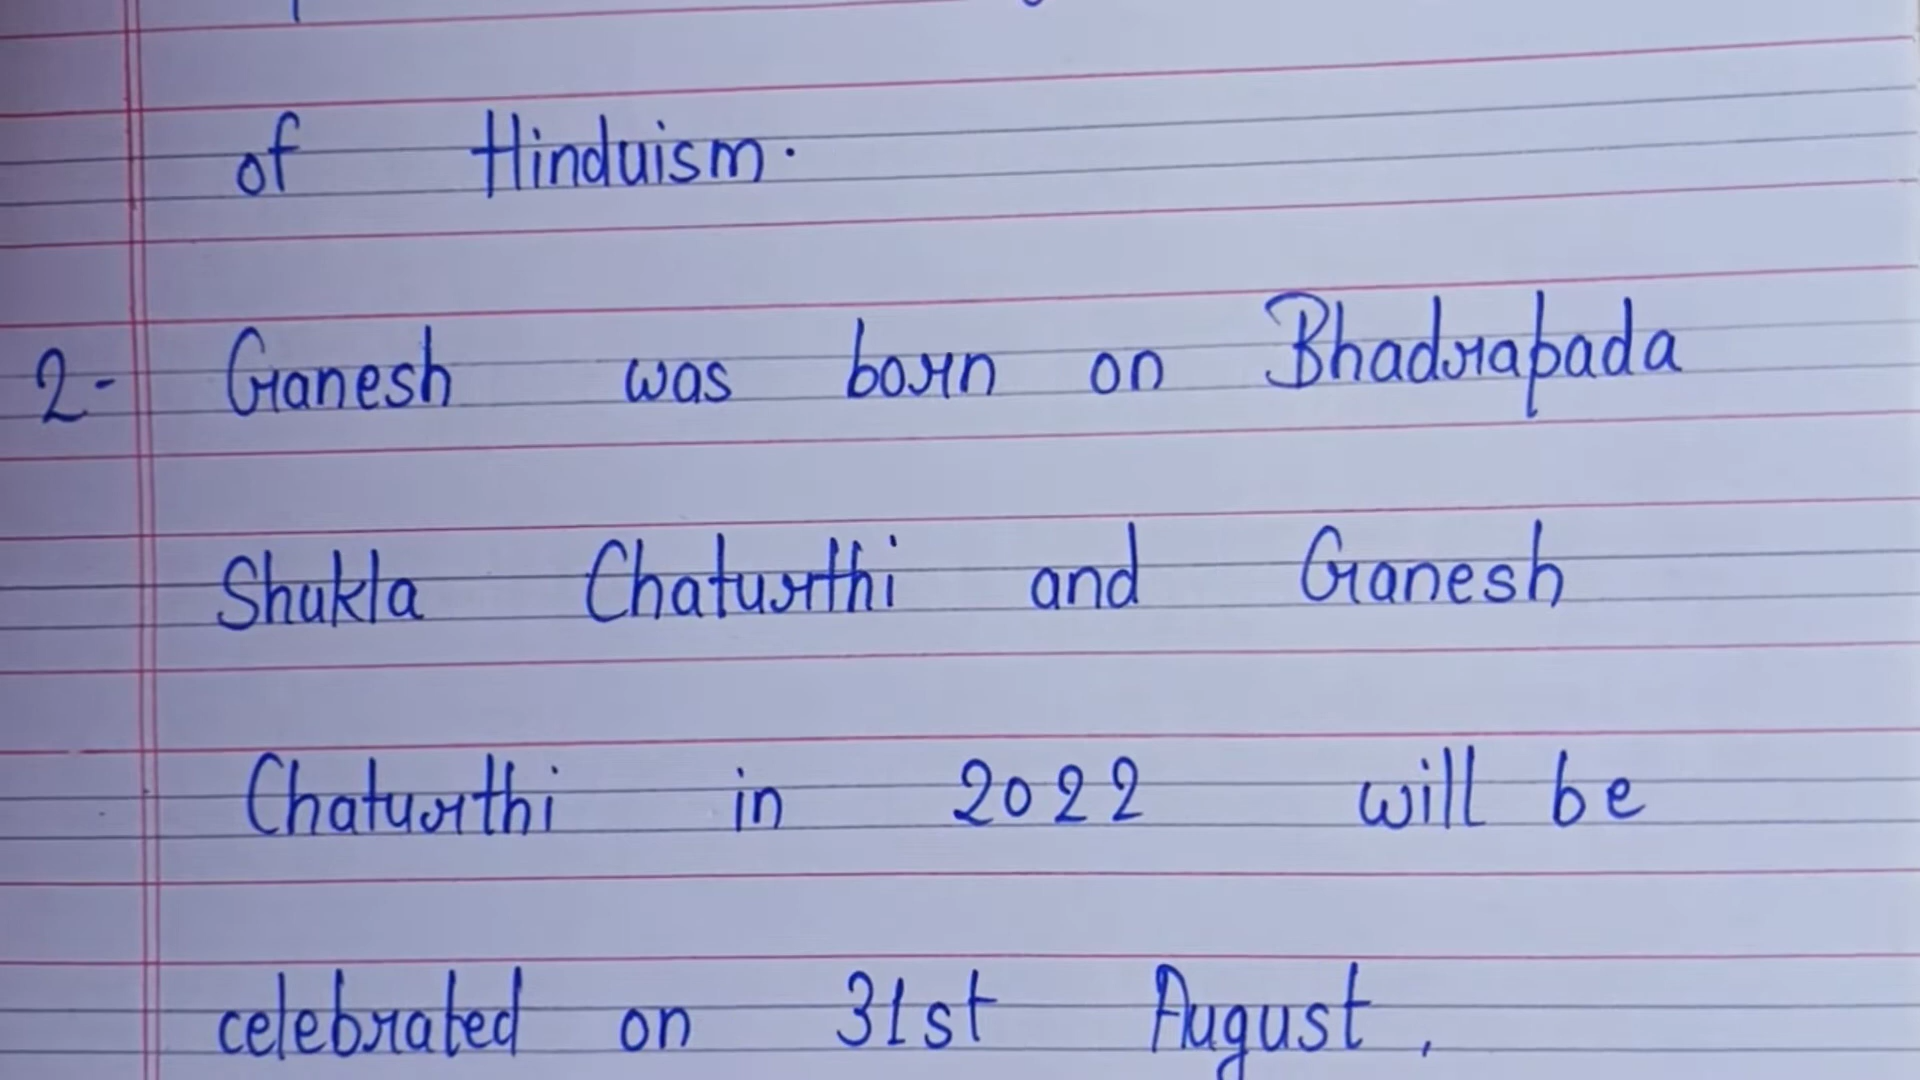 of Hinduism.
2- Ganesh was born on Bhadrapada
Shukla Chaturthi and Ganesh
Chaturthi in 2022 will be
celebrated on 31st August,